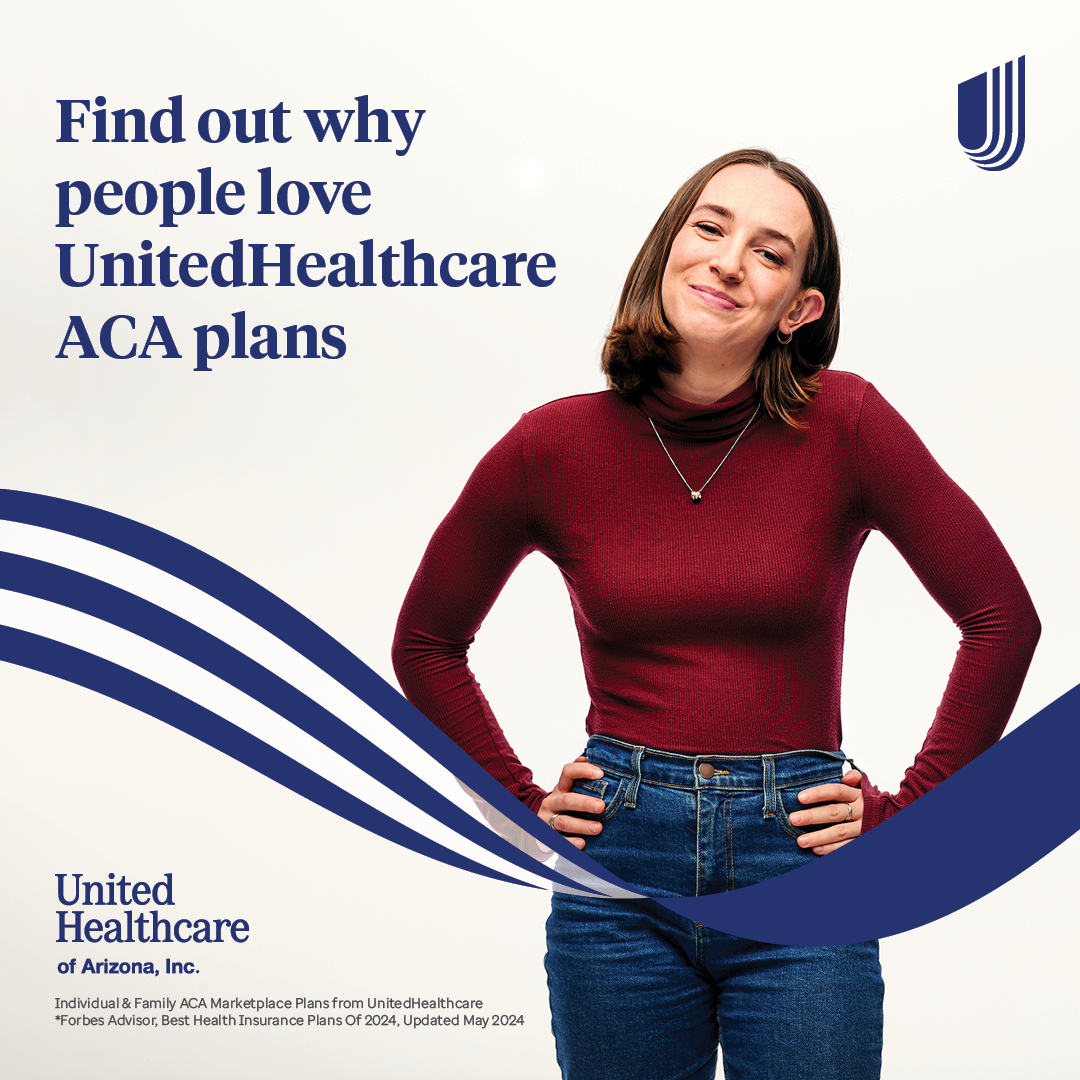 Find out why
people love
UnitedHealthcare
ACA plans
United
Healthcare
of Arizona, Inc.
Individual & Family ACA Marketplace Plans from UnitedHealthcare
*Forbes Advisor, Best Health Insurance Plans Of 2024, Updated May 2024